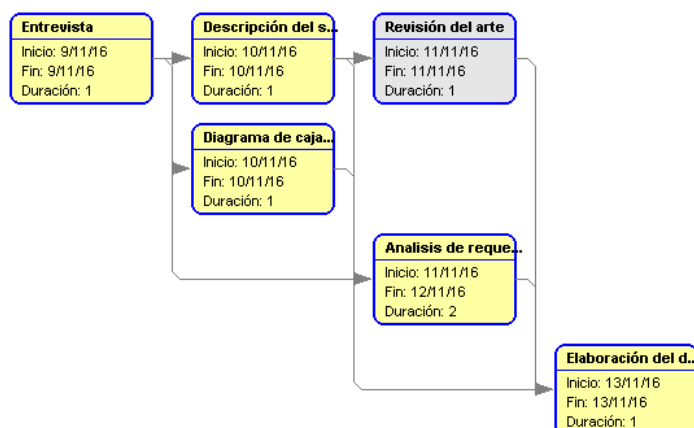 Entrevista
Inicio: 9/11/16
Fin: 9/11/16
Duración: 1
Descripción del s...
Inicio: 10/11/16
Fin: 10/11/16
Duración: 1
Revisión del arte
Inicio: 11/11/16
Fin: 11/11/16
Duración: 1
Diagrama de caja...
Inicio: 10/11/16
Fin: 10/11/16
Duración: 1
Analisis de reque...
Inicio: 11/11/16
Fin: 12/11/16
Duración: 2
Elaboración del d...
Inicio: 13/11/16
Fin: 13/11/16
Duración: 1